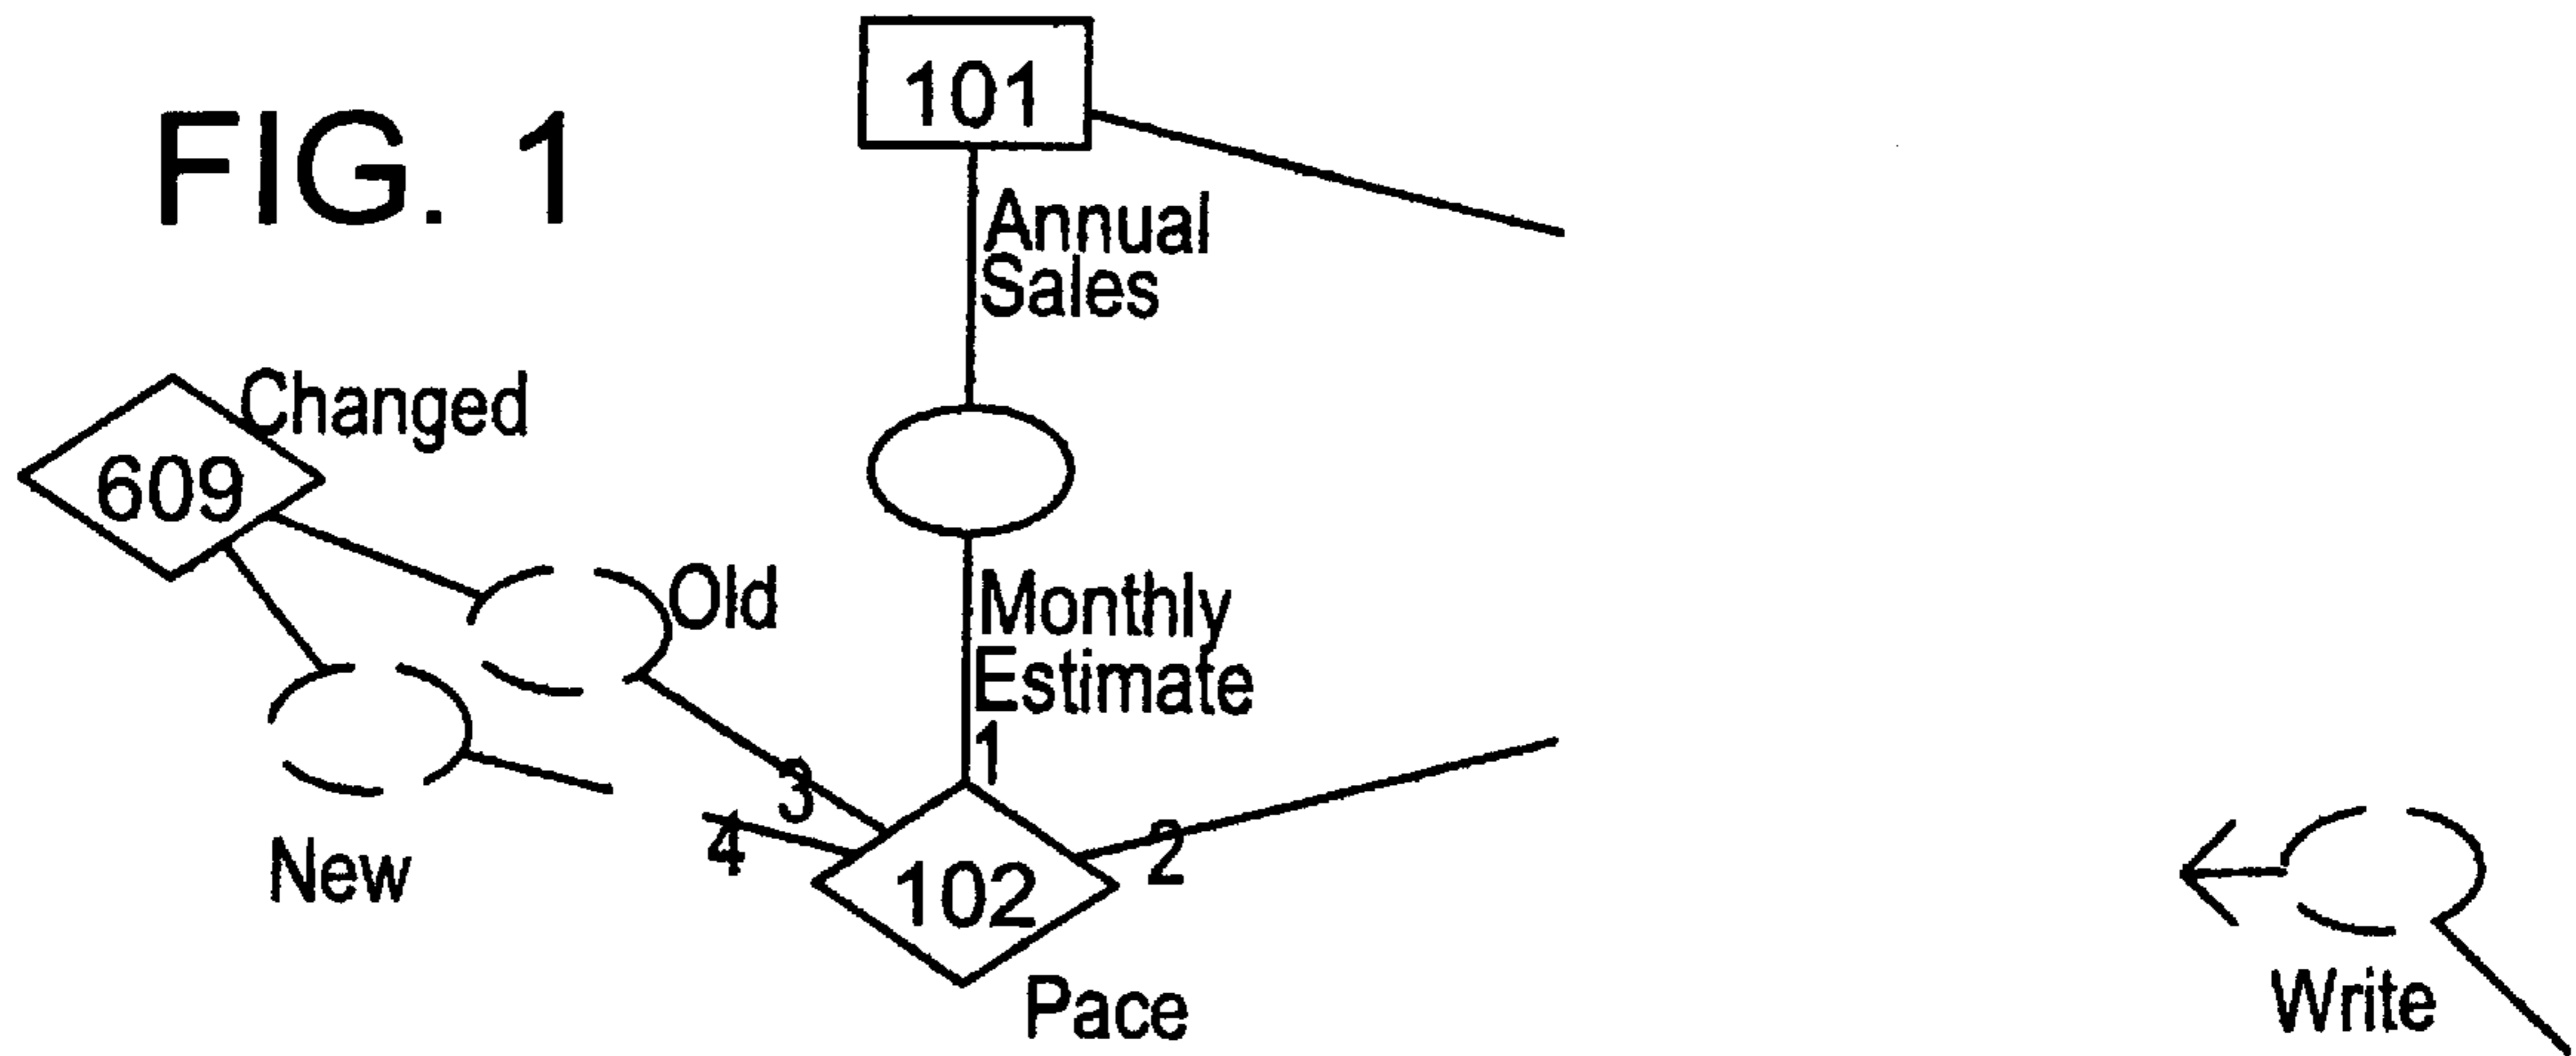 FIG. 1
101
Annual
Sales
Changed
609
Old
Monthly
Estimate
1
3
4
2
New
102
Pace
Write